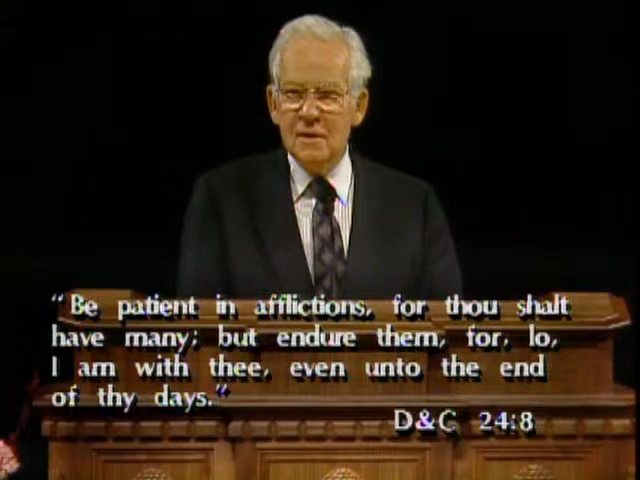 "Be patient in afflictions, for thou shalt
have many; but endure them, for, lo,
I am with thee, even unto the end
of thy days."
D&C 24:8